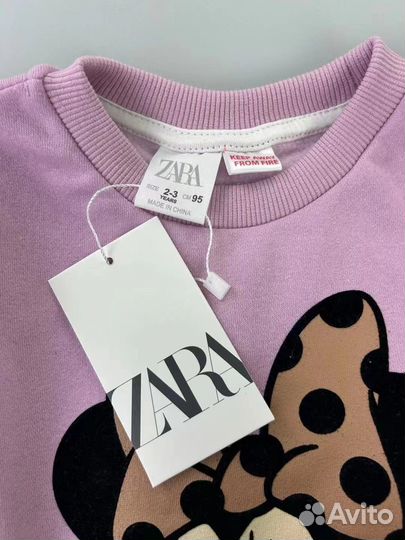 ZARA
SIZE 2-3 YEARS CM 95
MADE IN CHINA
KEEP AWAY
FROM FIRE
ZARA
Avito